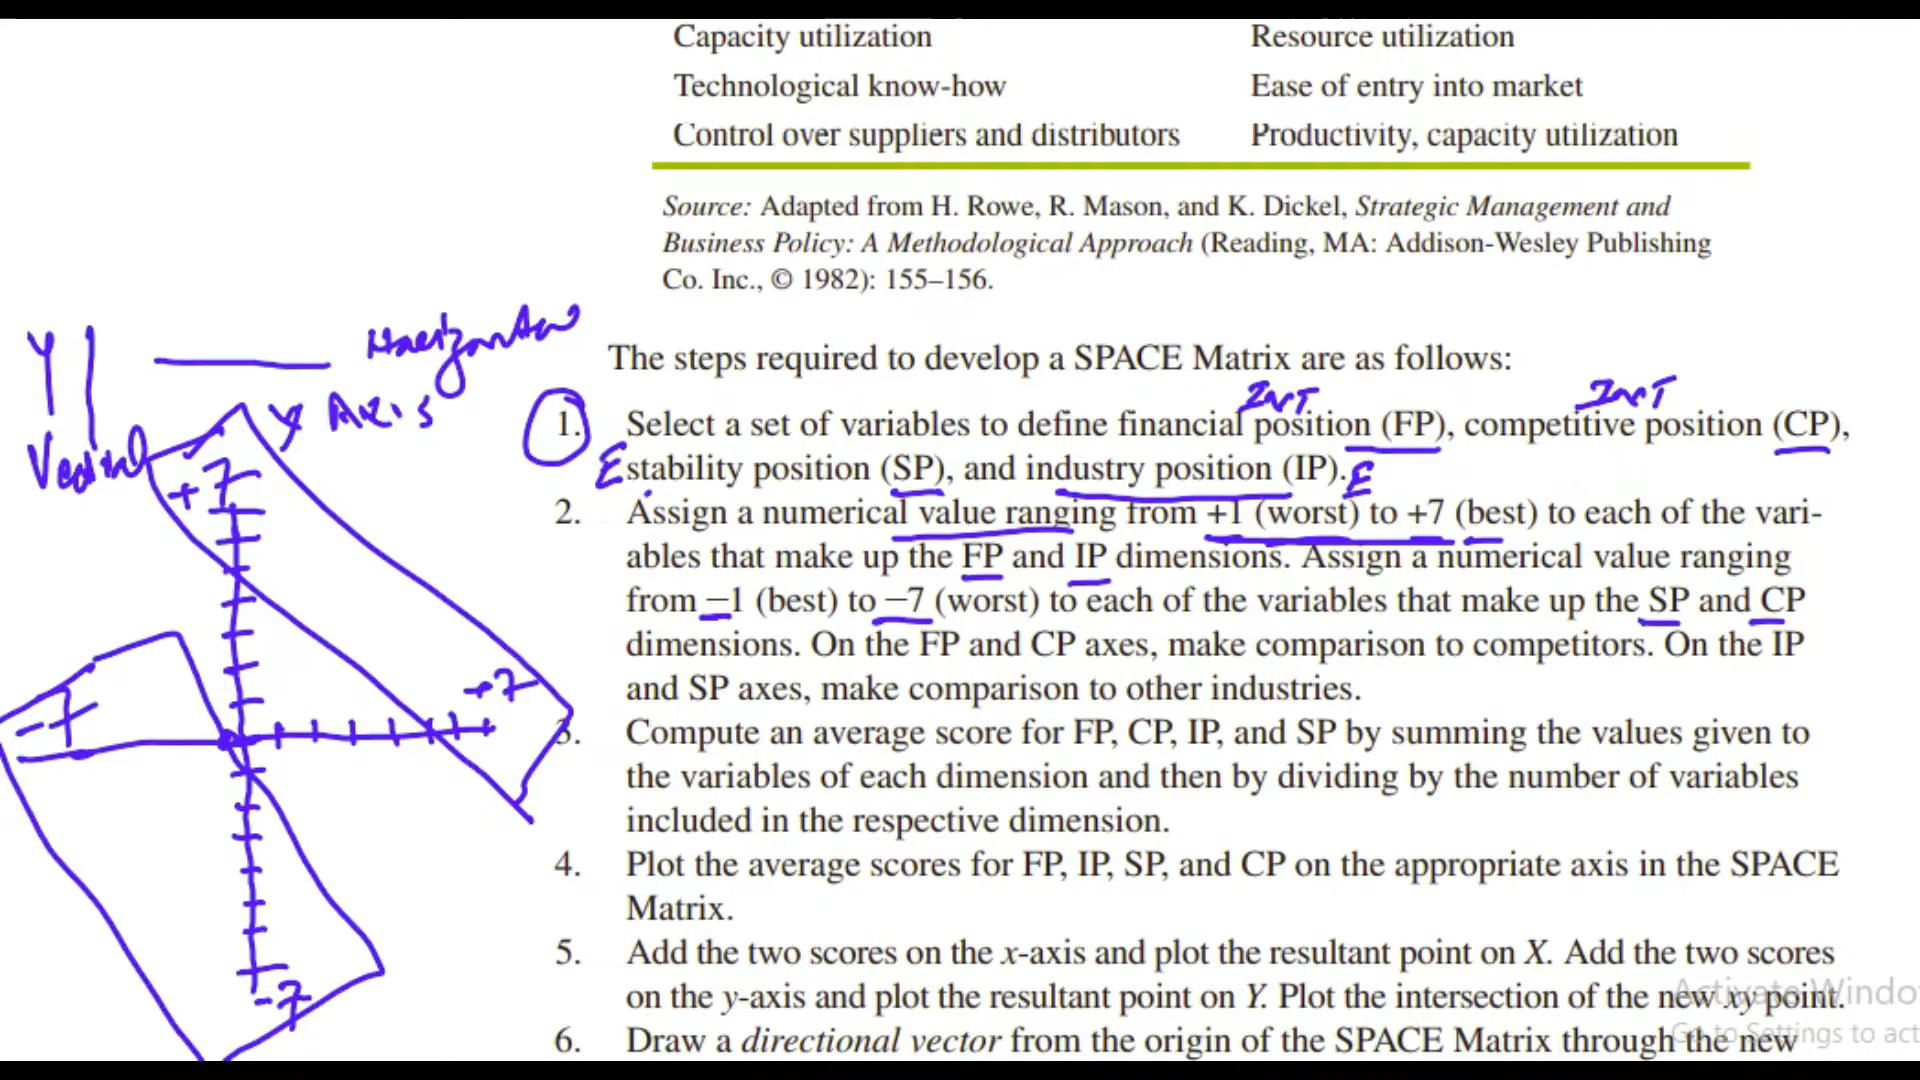 Capacity utilization Resource utilization
Technological know-how Ease of entry into market
Control over suppliers and distributors Productivity, capacity utilization
Source: Adapted from H. Rowe, R. Mason, and K. Dickel, Strategic Management and
Business Policy: A Methodological Approach (Reading, MA: Addison-Wesley Publishing
Co. Inc., © 1982): 155–156.
Y
X Axis
+7
+7
-7
-7
The steps required to develop a SPACE Matrix are as follows:
1. Select a set of variables to define financial position (FP), competitive position (CP),
E stability position (SP), and industry position (IP). E
2. Assign a numerical value ranging from +1 (worst) to +7 (best) to each of the vari-
ables that make up the FP and IP dimensions. Assign a numerical value ranging
from −1 (best) to −7 (worst) to each of the variables that make up the SP and CP
dimensions. On the FP and CP axes, make comparison to competitors. On the IP
and SP axes, make comparison to other industries.
3. Compute an average score for FP, CP, IP, and SP by summing the values given to
the variables of each dimension and then by dividing by the number of variables
included in the respective dimension.
4. Plot the average scores for FP, IP, SP, and CP on the appropriate axis in the SPACE
Matrix.
5. Add the two scores on the x-axis and plot the resultant point on X. Add the two scores
on the y-axis and plot the resultant point on Y. Plot the intersection of the new xy point.
6. Draw a directional vector from the origin of the SPACE Matrix through the new
Activate Windo
Go to Settings to act